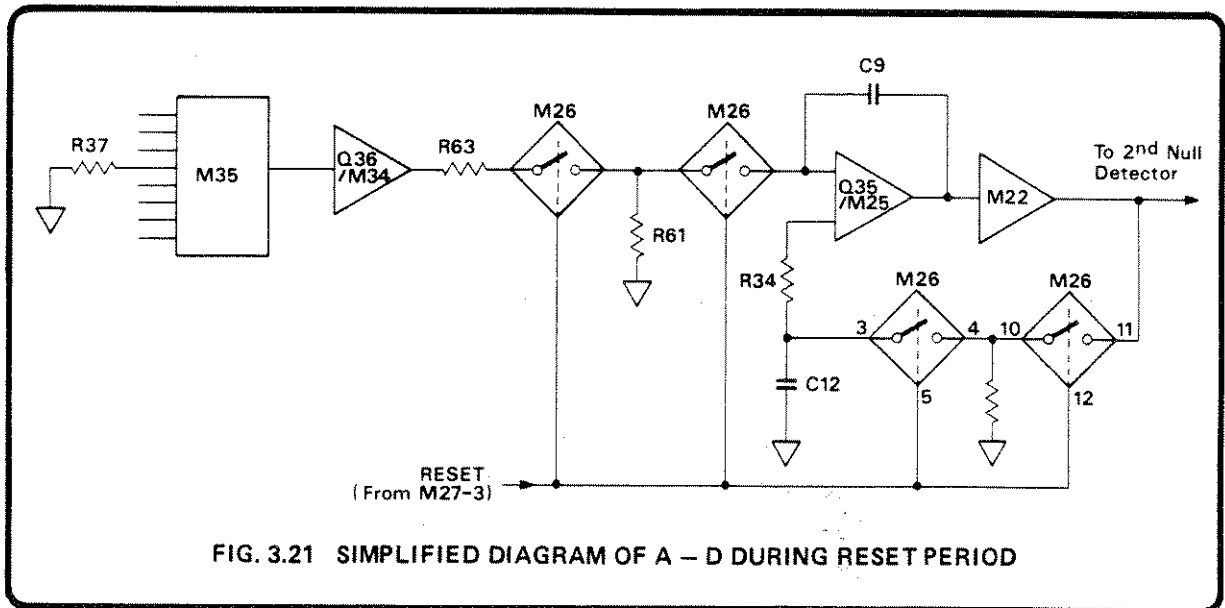 C9
M26
M26
R63
R37
M35
Q36
/M34
To 2nd Null
Detector
Q35
/M25
M22
R61
R34
M26
M26
3
4
10
11
C12
5
12
RESET
(From M27-3)
FIG. 3.21 SIMPLIFIED DIAGRAM OF A – D DURING RESET PERIOD